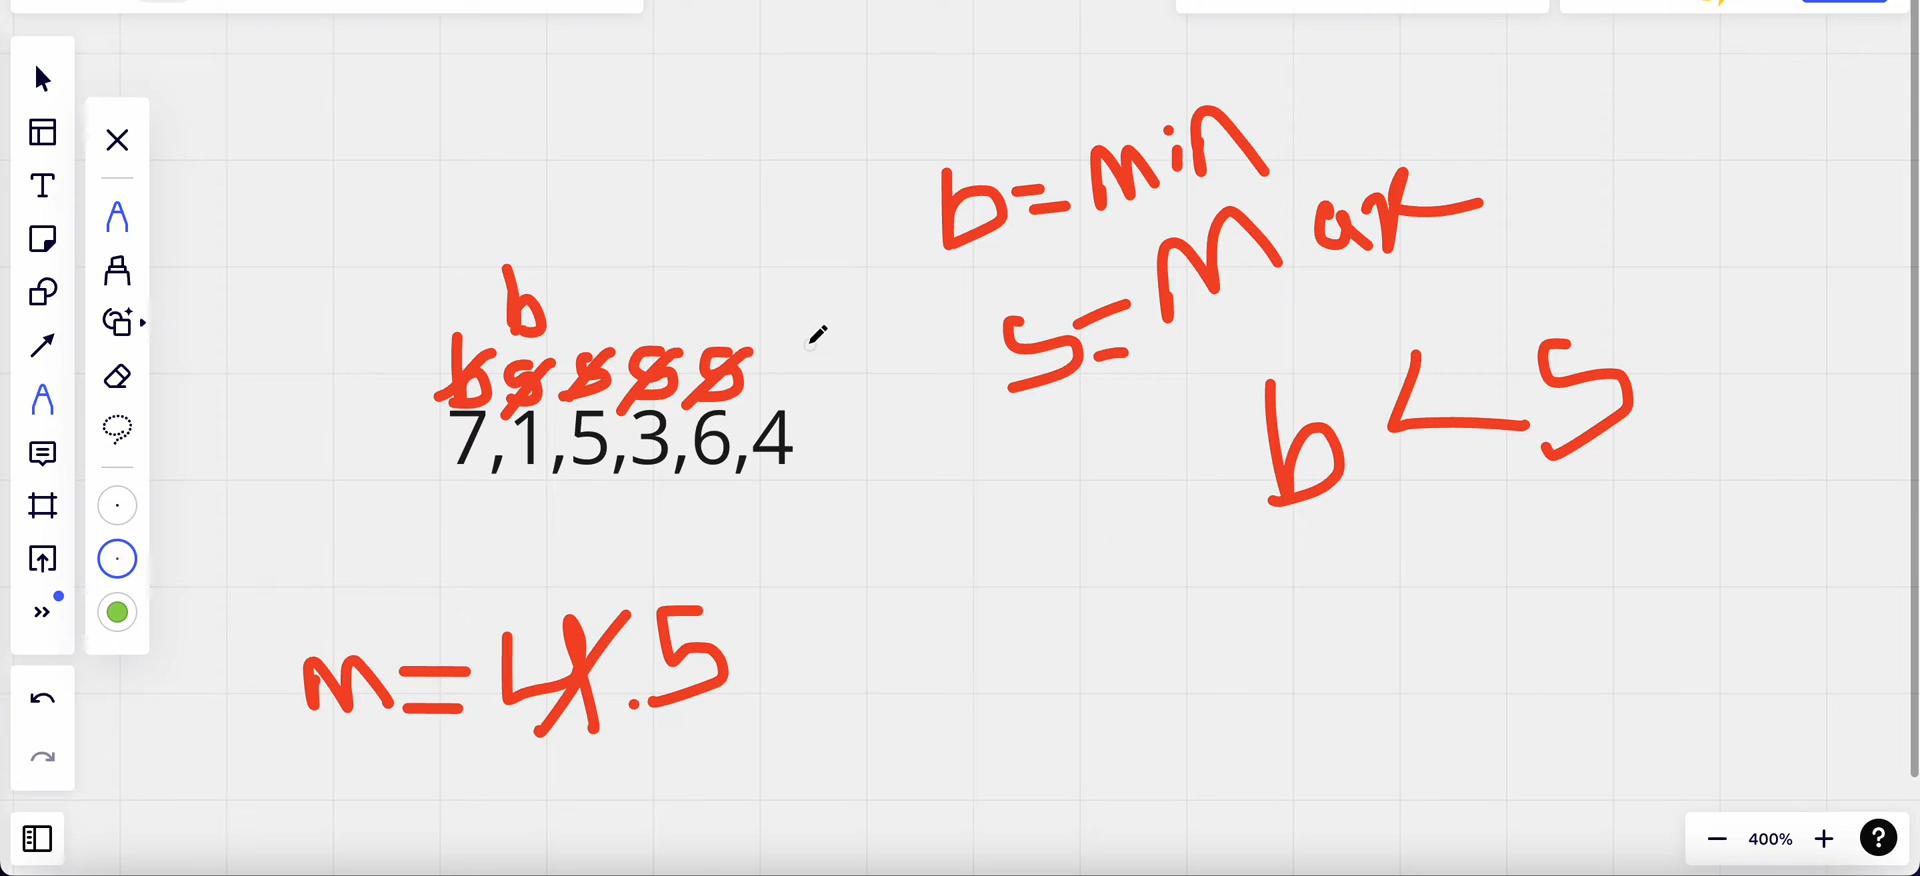 b = min
s = Max
b
b s s s s
7,1,5,3,6,4
b < s
m = 4 . 5
T
400%
?